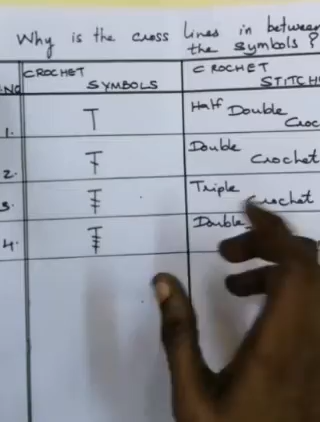 Why is the cross lines in between
the symbols?
CROCHET SYMBOLS
CROCHET
1. Half Double
2. Double Crochet
3. Triple Crochet
4. Double